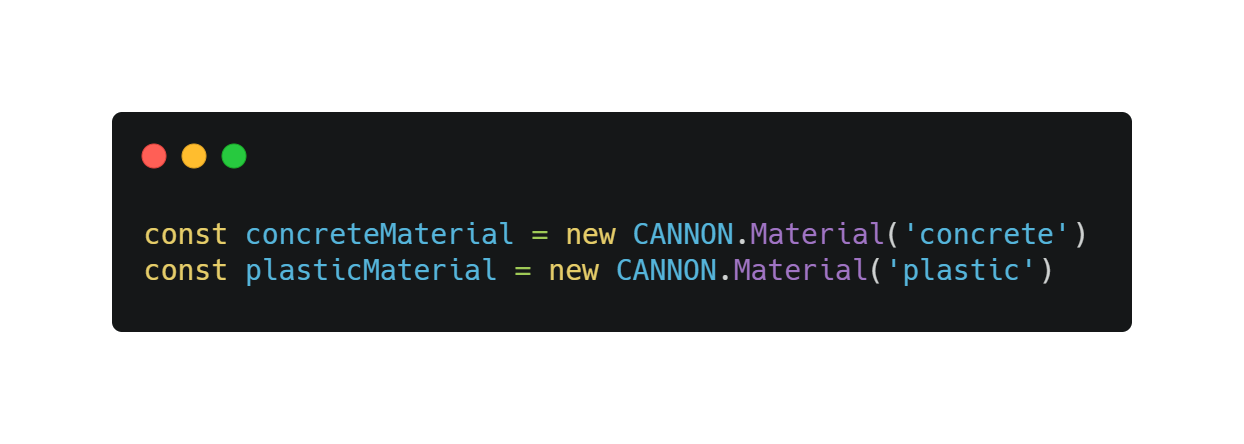 const concreteMaterial = new CANNON.Material('concrete')
const plasticMaterial = new CANNON.Material('plastic')